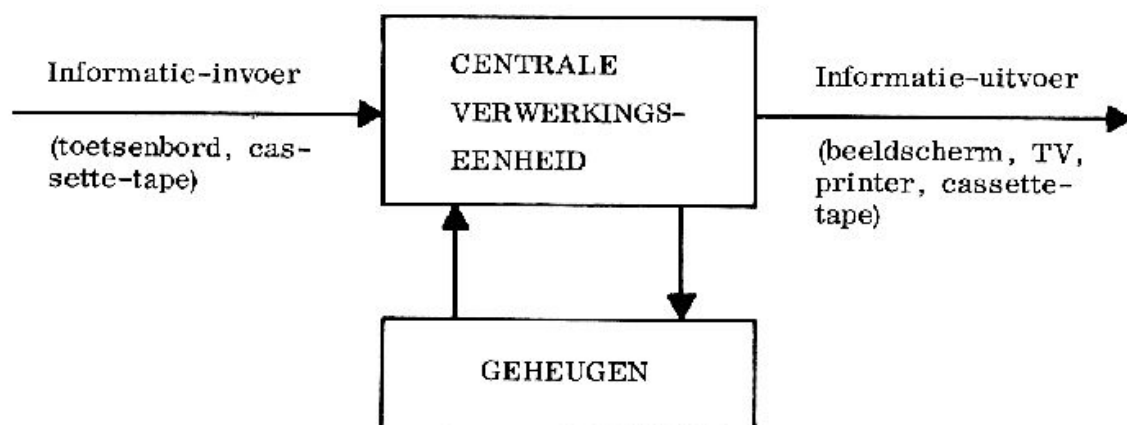 Informatie-invoer
(toetsenbord, cas-
sette-tape)
CENTRALE
VERWERKINGS-
EENHEID
Informatie-uitvoer
(beeldscherm, TV,
printer, cassette-
tape)
GEHEUGEN